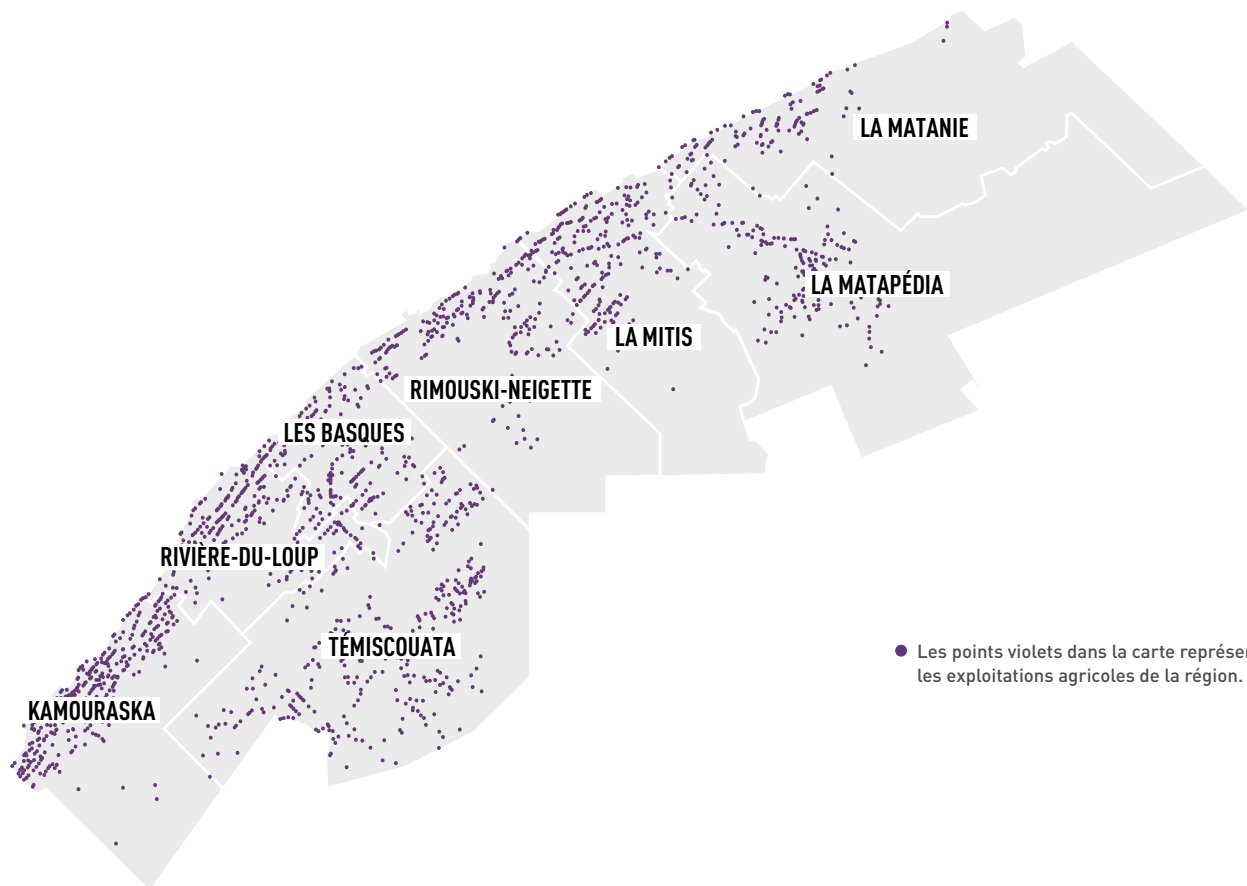 LA MATANIE
LA MATAPÉDIA
LA MITIS
RIMOUSKI-NEIGETTE
LES BASQUES
RIVIÈRE-DU-LOUP
TÉMISCOUATA
KAMOURASKA
Les points violets dans la carte
les exploitations agricoles de la région.